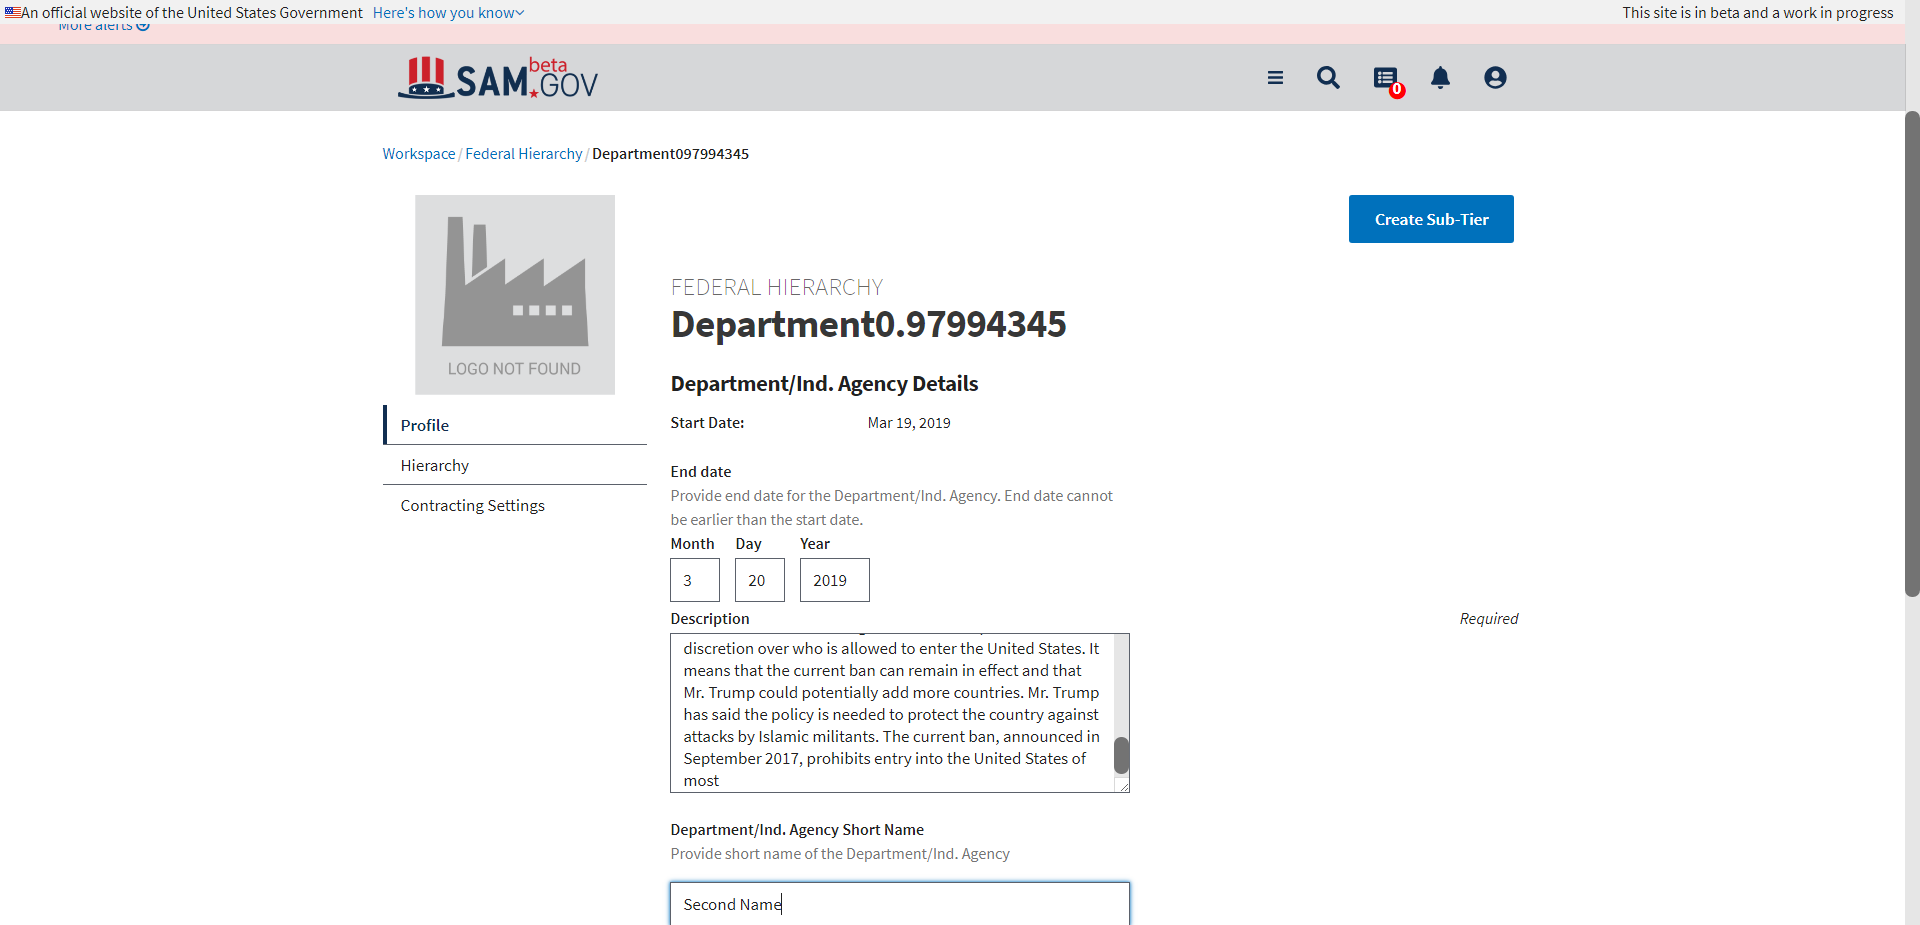 An official website of the United States Government Here's how you know
This site is in beta and a work in progress
More alerts
SAM.GOV beta
0
Workspace / Federal Hierarchy / Department097994345
LOGO NOT FOUND
Create Sub-Tier
Profile
Hierarchy
Contracting Settings
FEDERAL HIERARCHY
Department0.97994345
Department/Ind. Agency Details
Start Date: Mar 19, 2019
End date
Provide end date for the Department/Ind. Agency. End date cannot
be earlier than the start date.
Month Day Year
3 20 2019
Description Required
discretion over who is allowed to enter the United States. It
means that the current ban can remain in effect and that
Mr. Trump could potentially add more countries. Mr. Trump
has said the policy is needed to protect the country against
attacks by Islamic militants. The current ban, announced in
September 2017, prohibits entry into the United States of
most
Department/Ind. Agency Short Name
Provide short name of the Department/Ind. Agency
Second Name